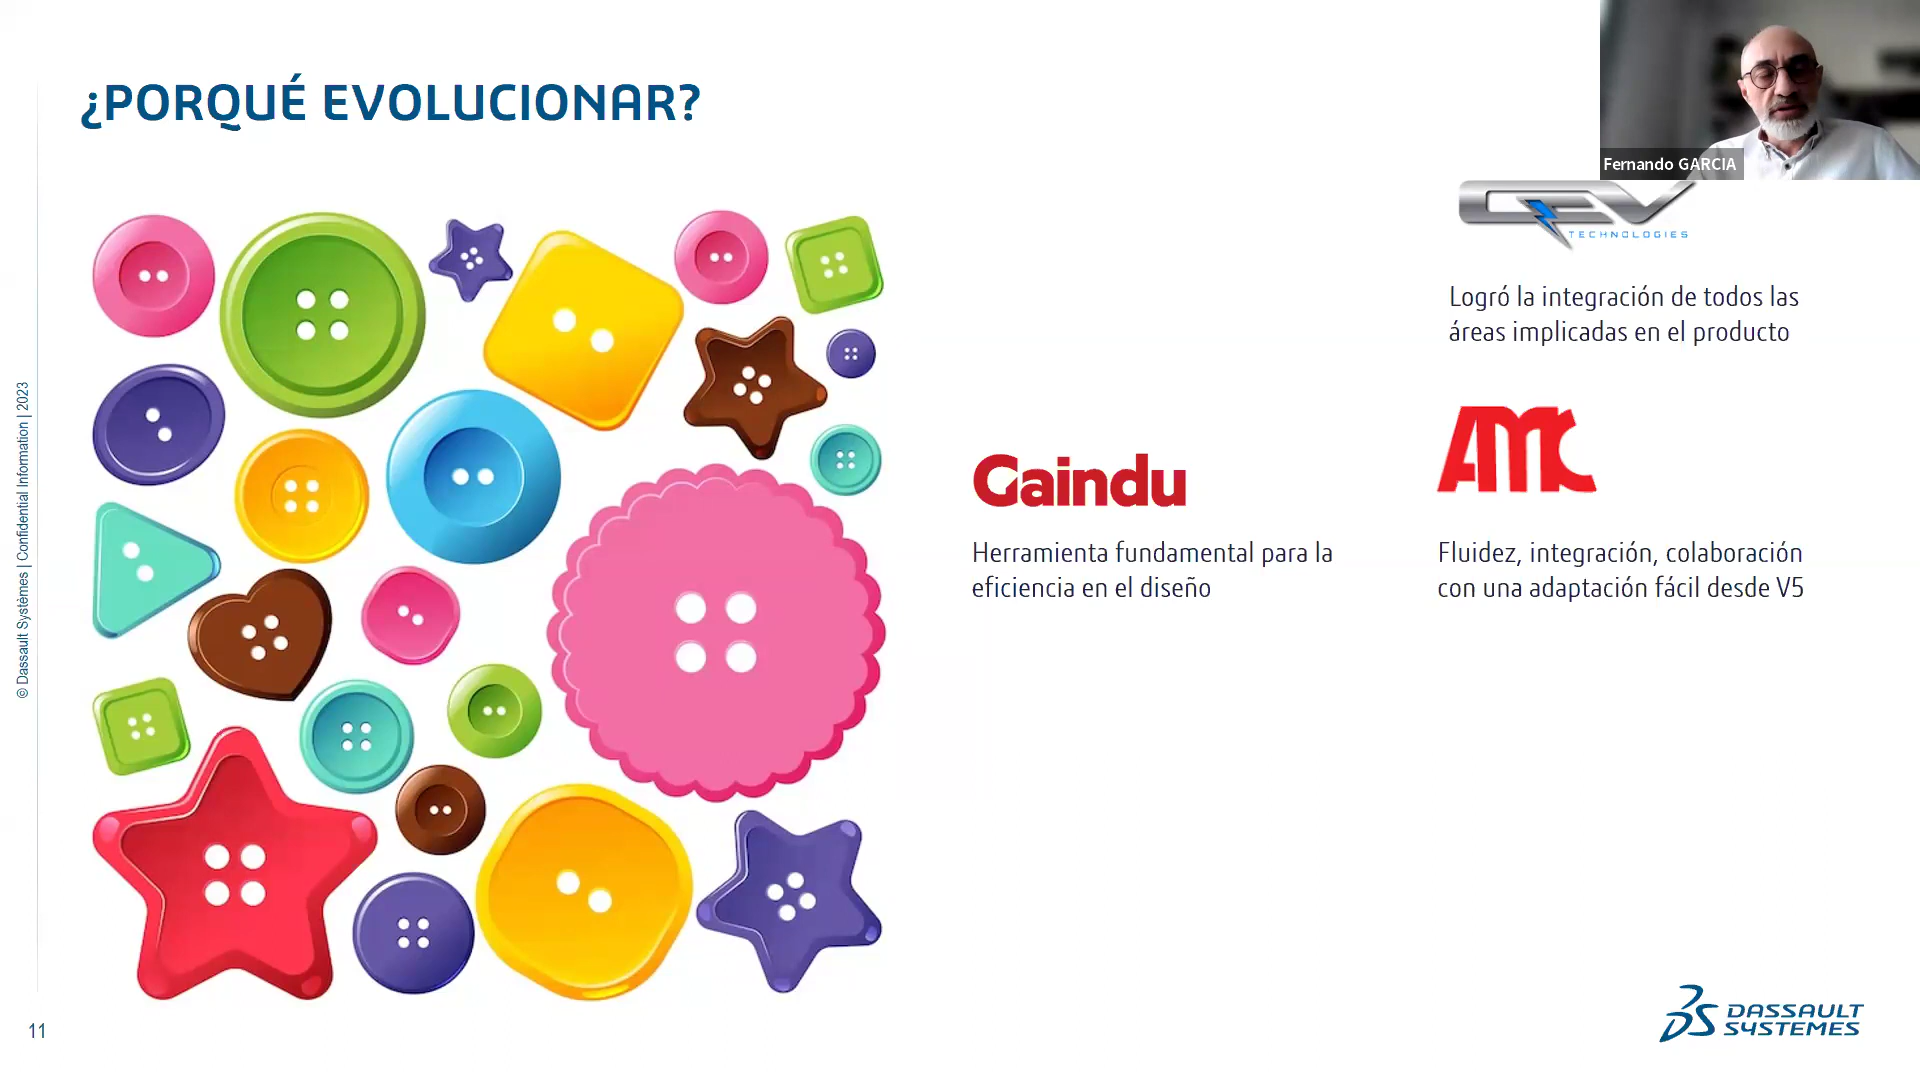 ¿PORQUÉ EVOLUCIONAR?
Fernando GARCIA
QEV
TECHNOLOGIES
Logró la integración de todos las
áreas implicadas en el producto
Gaindu
Herramienta fundamental para la
eficiencia en el diseño
AMC
Fluidez, integración, colaboración
con una adaptación fácil desde V5
© Dassault Systèmes | Confidential Information | 2023
11
3DS DASSAULT
SYSTEMES